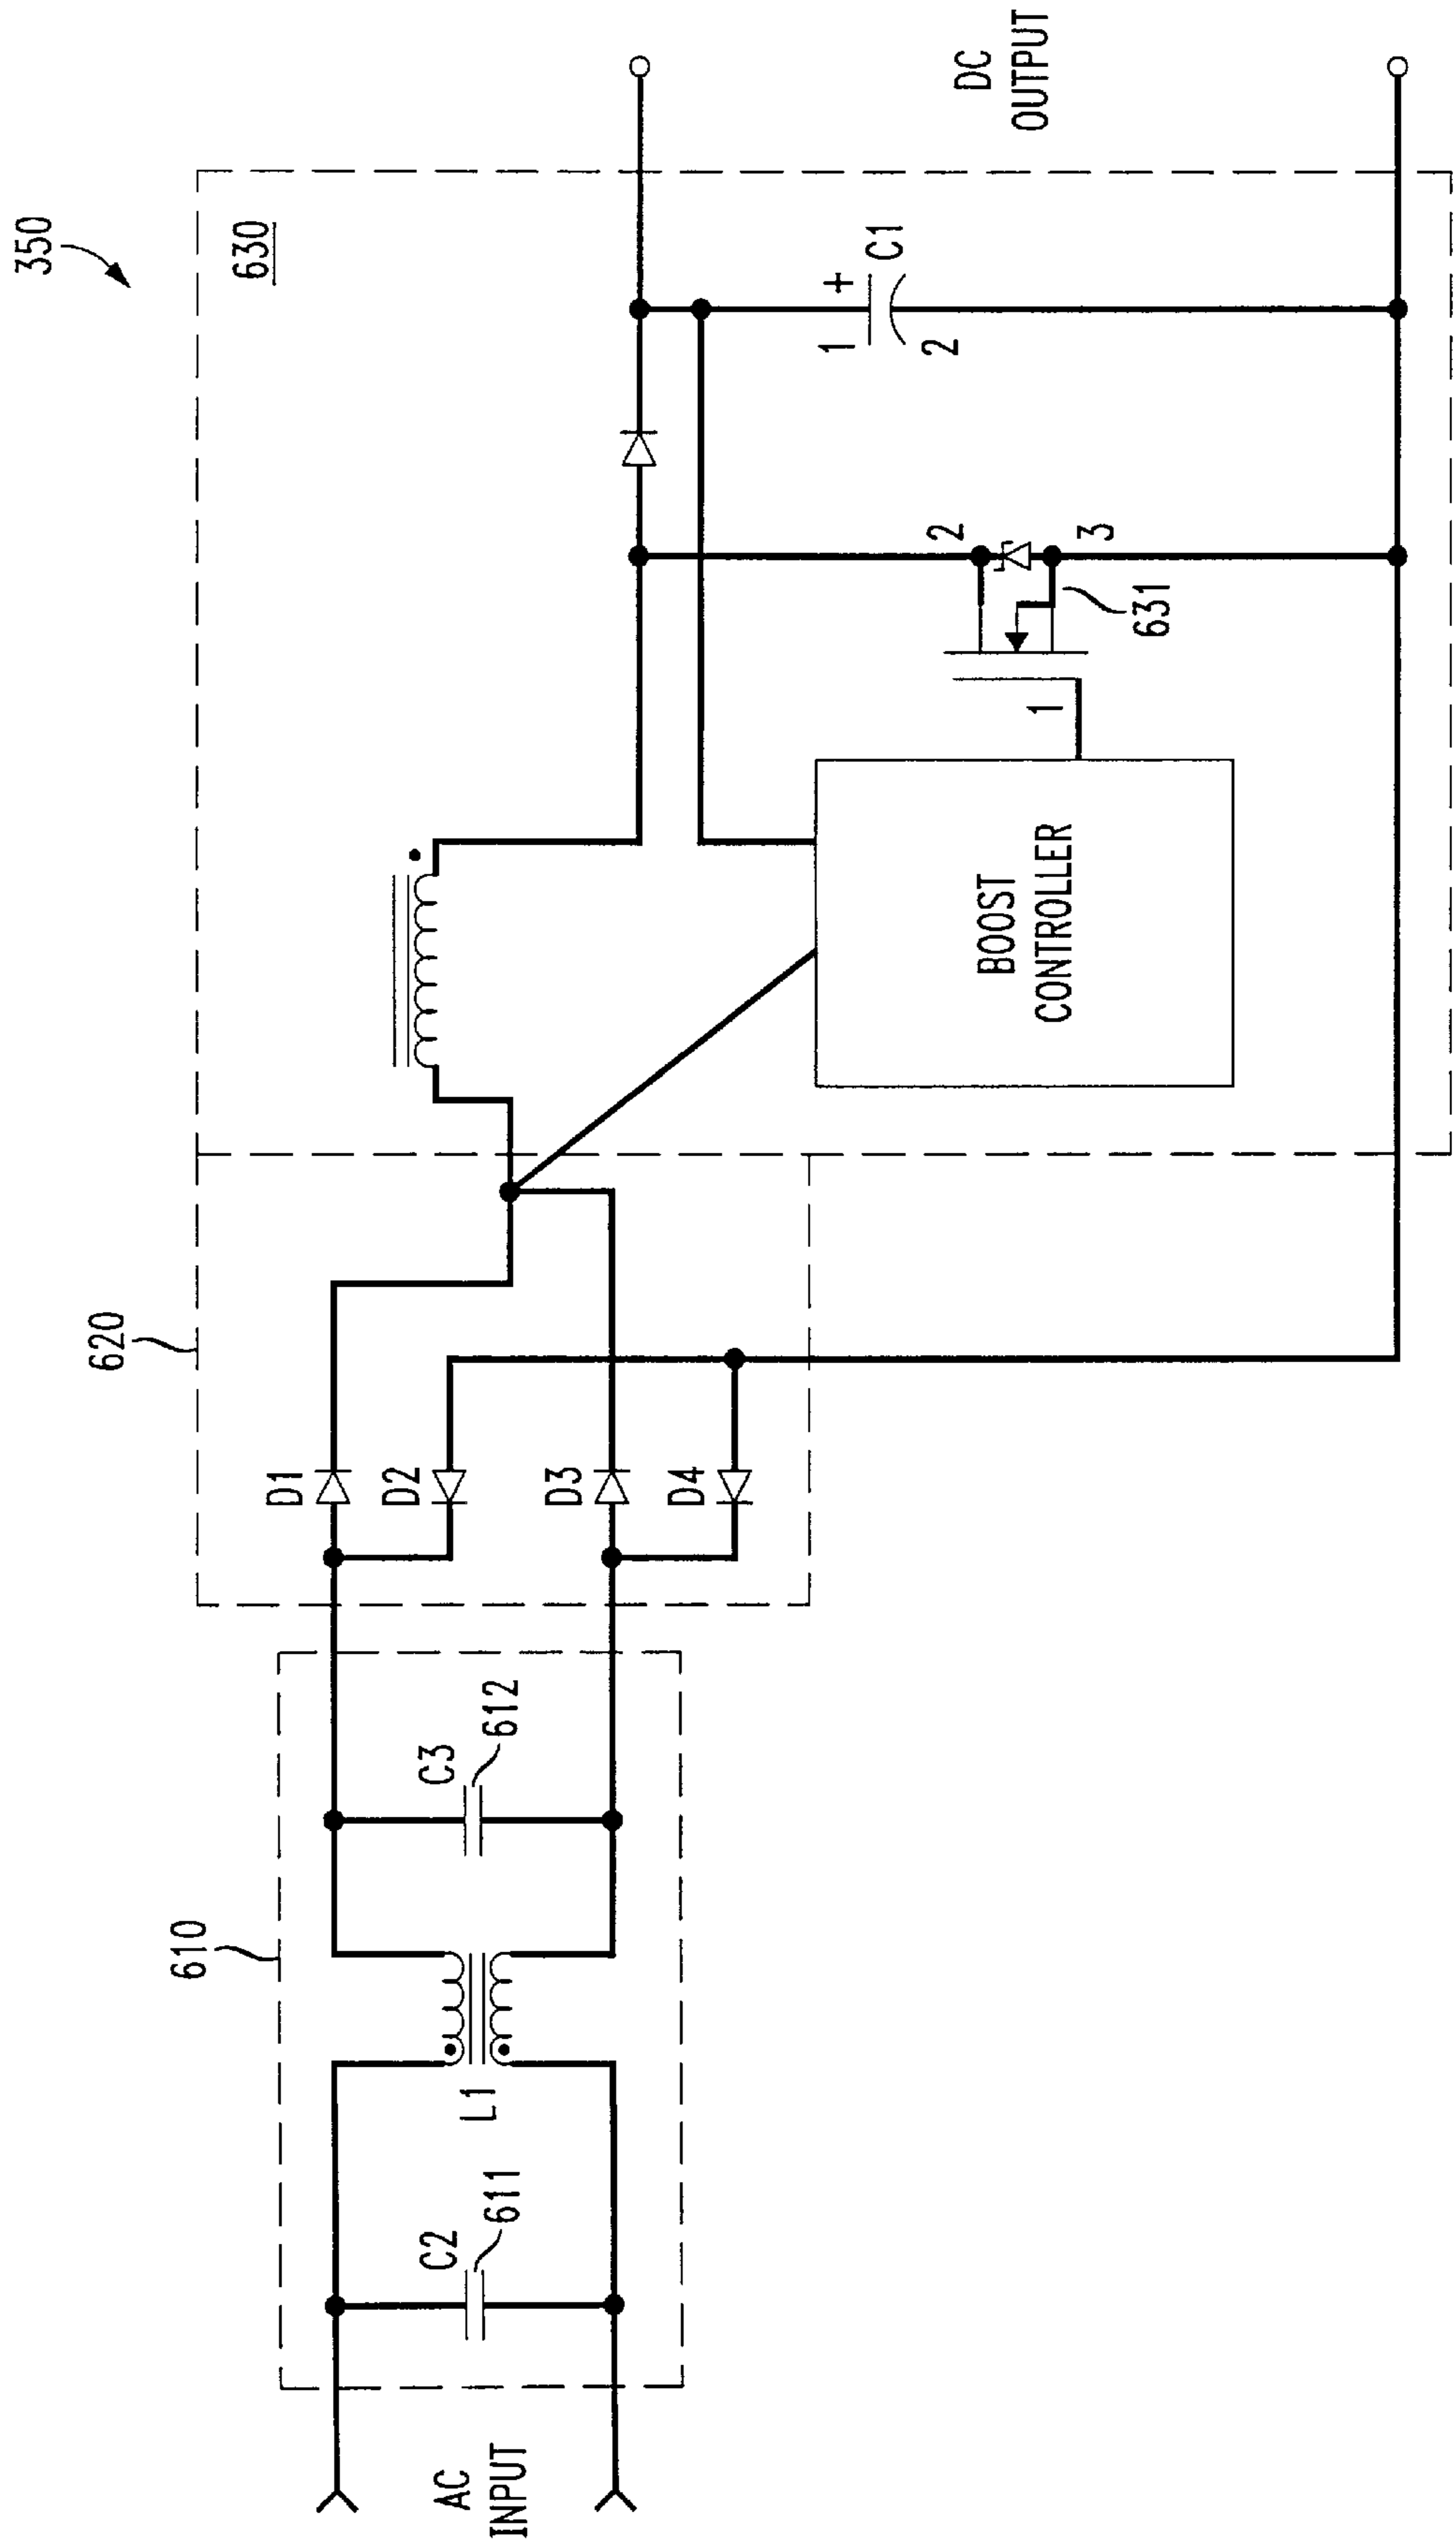 350
630
620
610
D1
D2
D3
D4
C3
612
C2
611
L1
AC
INPUT
BOOST
CONTROLLER
1
2
3
631
1
+
2
C1
DC
OUTPUT